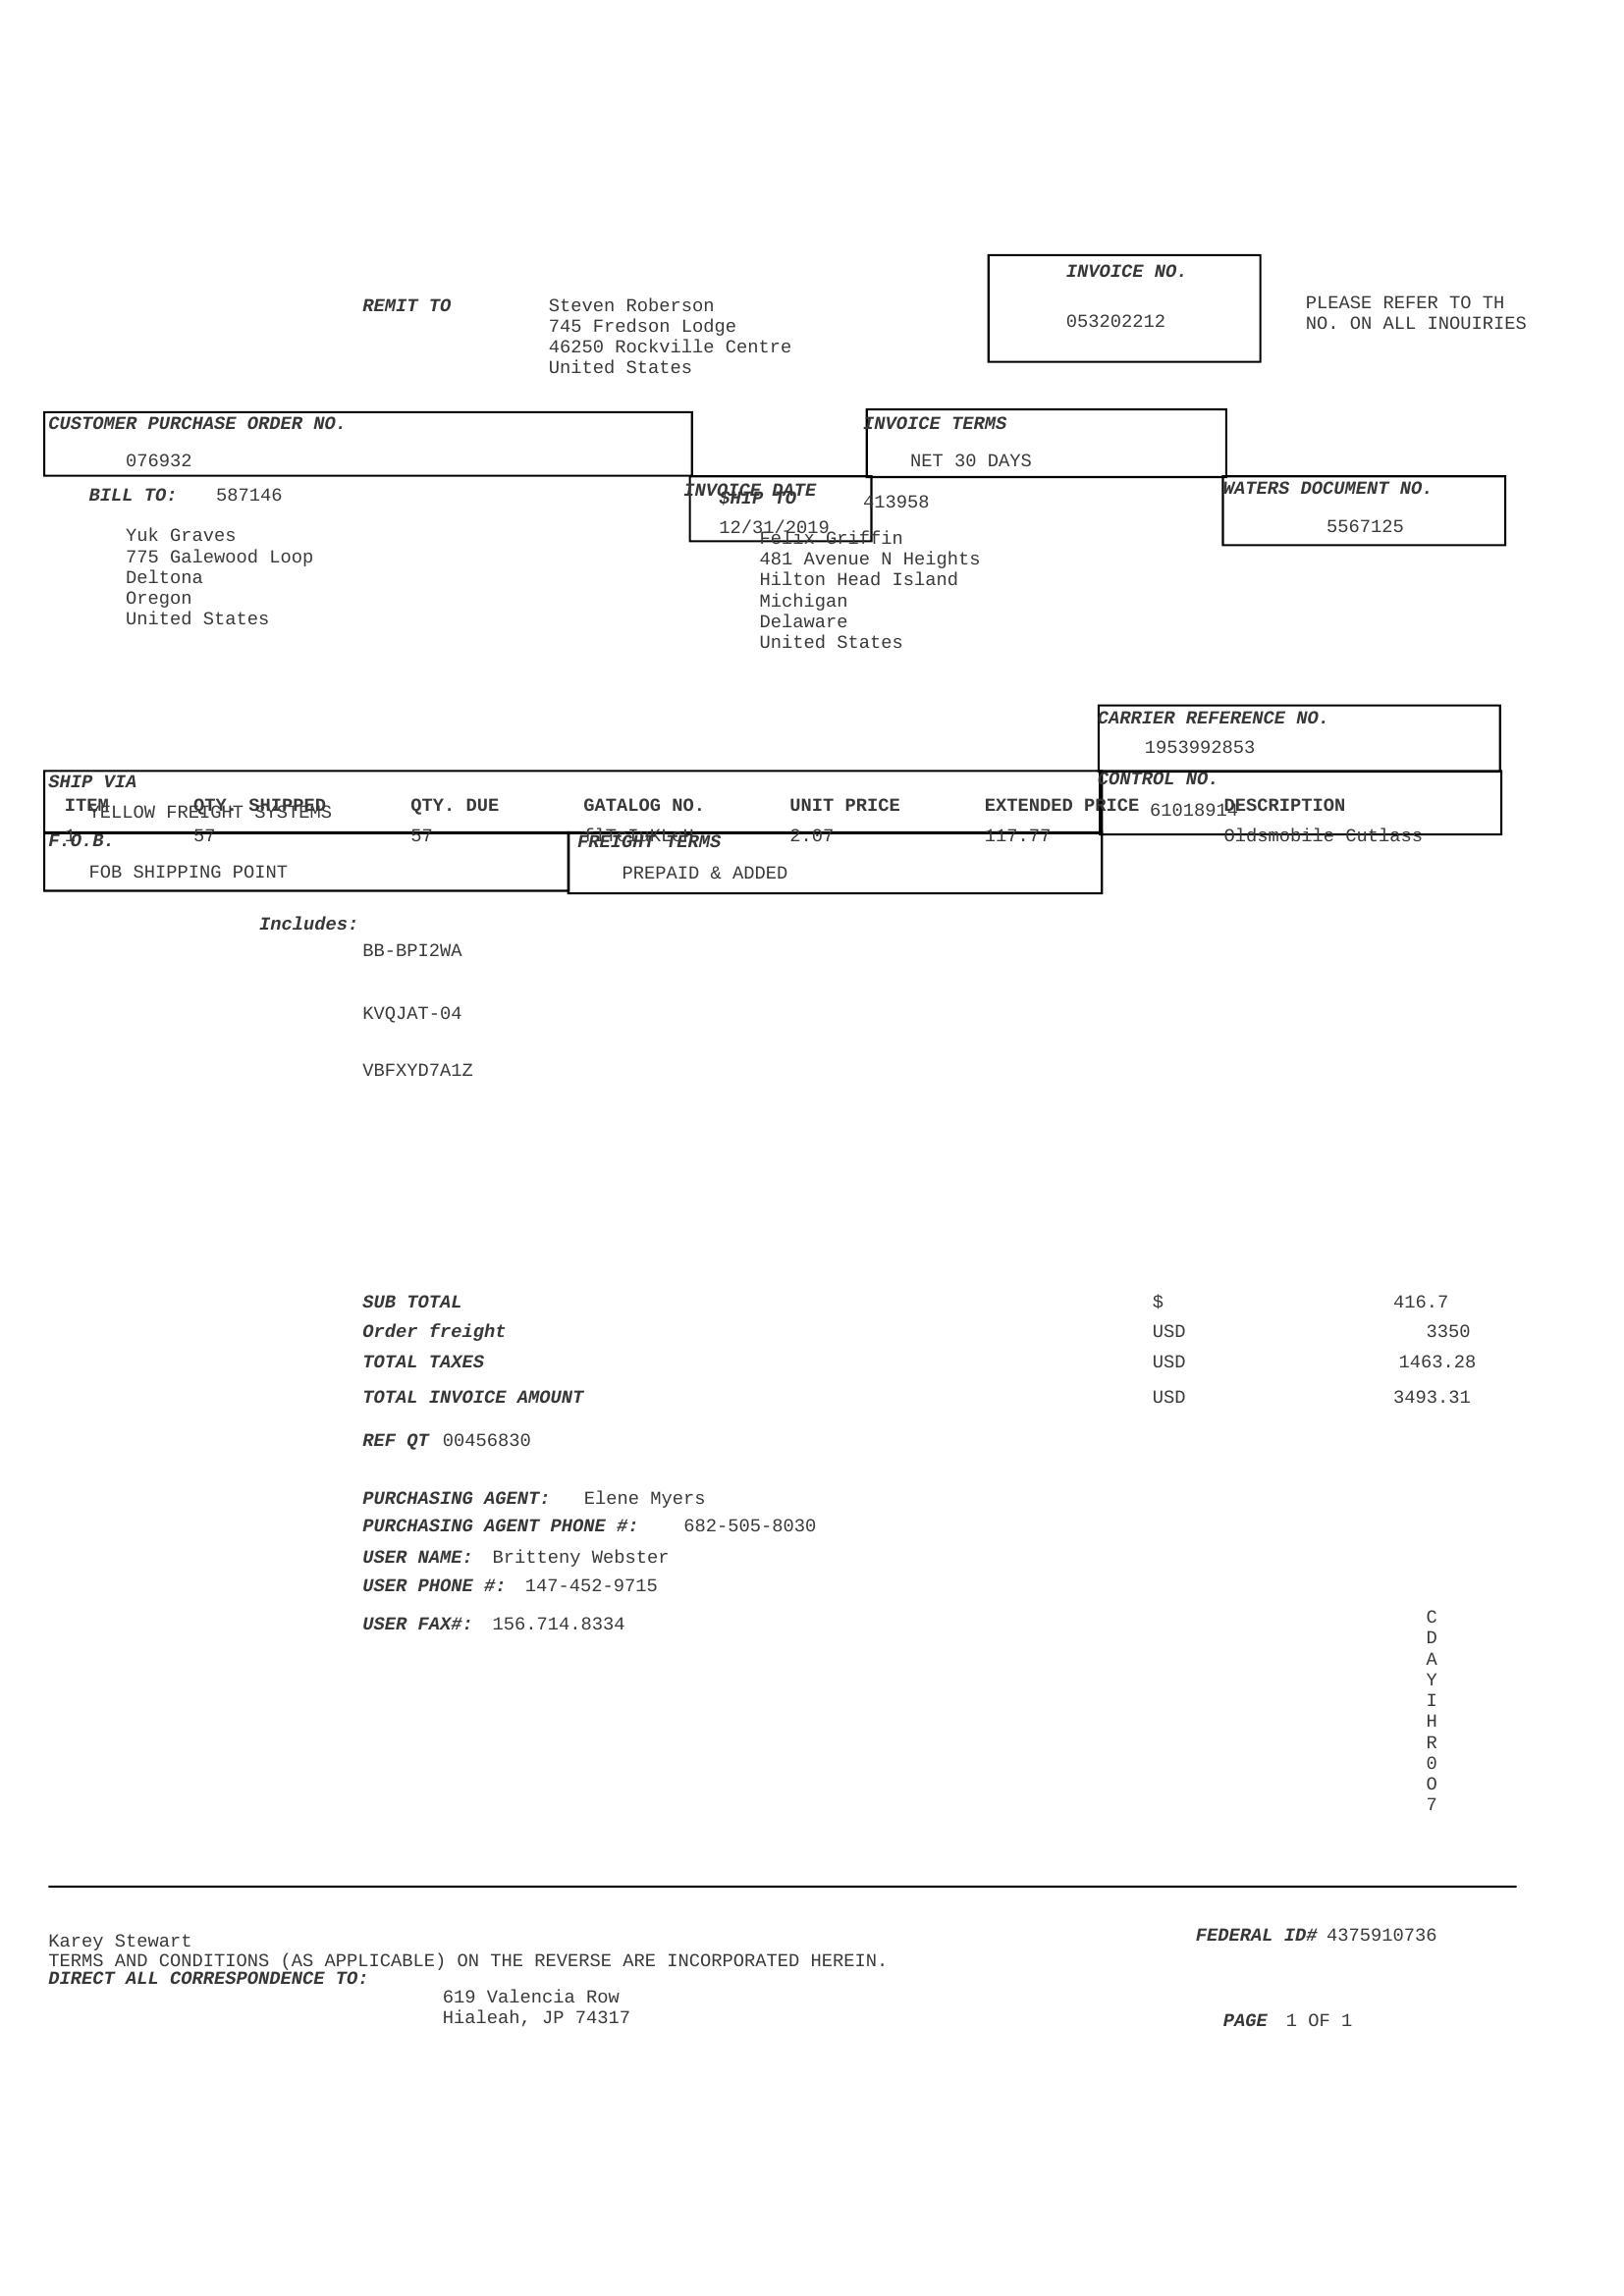 INVOICE NO.
053202212
PLEASE REFER TO TH
NO. ON ALL INOUIRIES
REMIT TO
Steven Roberson
745 Fredson Lodge
46250 Rockville Centre
United States
CUSTOMER PURCHASE ORDER NO.
076932
INVOICE TERMS
NET 30 DAYS
INVOICE DATE
12/31/2019
WATERS DOCUMENT NO.
5567125
BILL TO: 587146
Yuk Graves
775 Galewood Loop
Deltona
Oregon
United States
SHIP TO 413958
Felix Griffin
481 Avenue N Heights
Hilton Head Island
Michigan
Delaware
United States
CARRIER REFERENCE NO.
1953992853
SHIP VIA
YELLOW FREIGHT SYSTEMS
CONTROL NO.
61018914
ITEM QTY. SHIPPED QTY. DUE GATALOG NO. UNIT PRICE EXTENDED PRICE DESCRIPTION
1 57 57 2.07 117.77 Oldsmobile Cutlass
F.O.B.
FOB SHIPPING POINT
FREIGHT TERMS
PREPAID & ADDED
Includes:
BB-BPI2WA
KVQJAT-04
VBFXYD7A1Z
SUB TOTAL $ 416.7
Order freight USD 3350
TOTAL TAXES USD 1463.28
TOTAL INVOICE AMOUNT USD 3493.31
REF QT 00456830
PURCHASING AGENT: Elene Myers
PURCHASING AGENT PHONE #: 682-505-8030
USER NAME: Britteny Webster
USER PHONE #: 147-452-9715
USER FAX#: 156.714.8334
C
D
A
Y
I
H
R
0
O
7
Karey Stewart
TERMS AND CONDITIONS (AS APPLICABLE) ON THE REVERSE ARE INCORPORATED HEREIN.
DIRECT ALL CORRESPONDENCE TO:
619 Valencia Row
Hialeah, JP 74317
FEDERAL ID# 4375910736
PAGE 1 OF 1